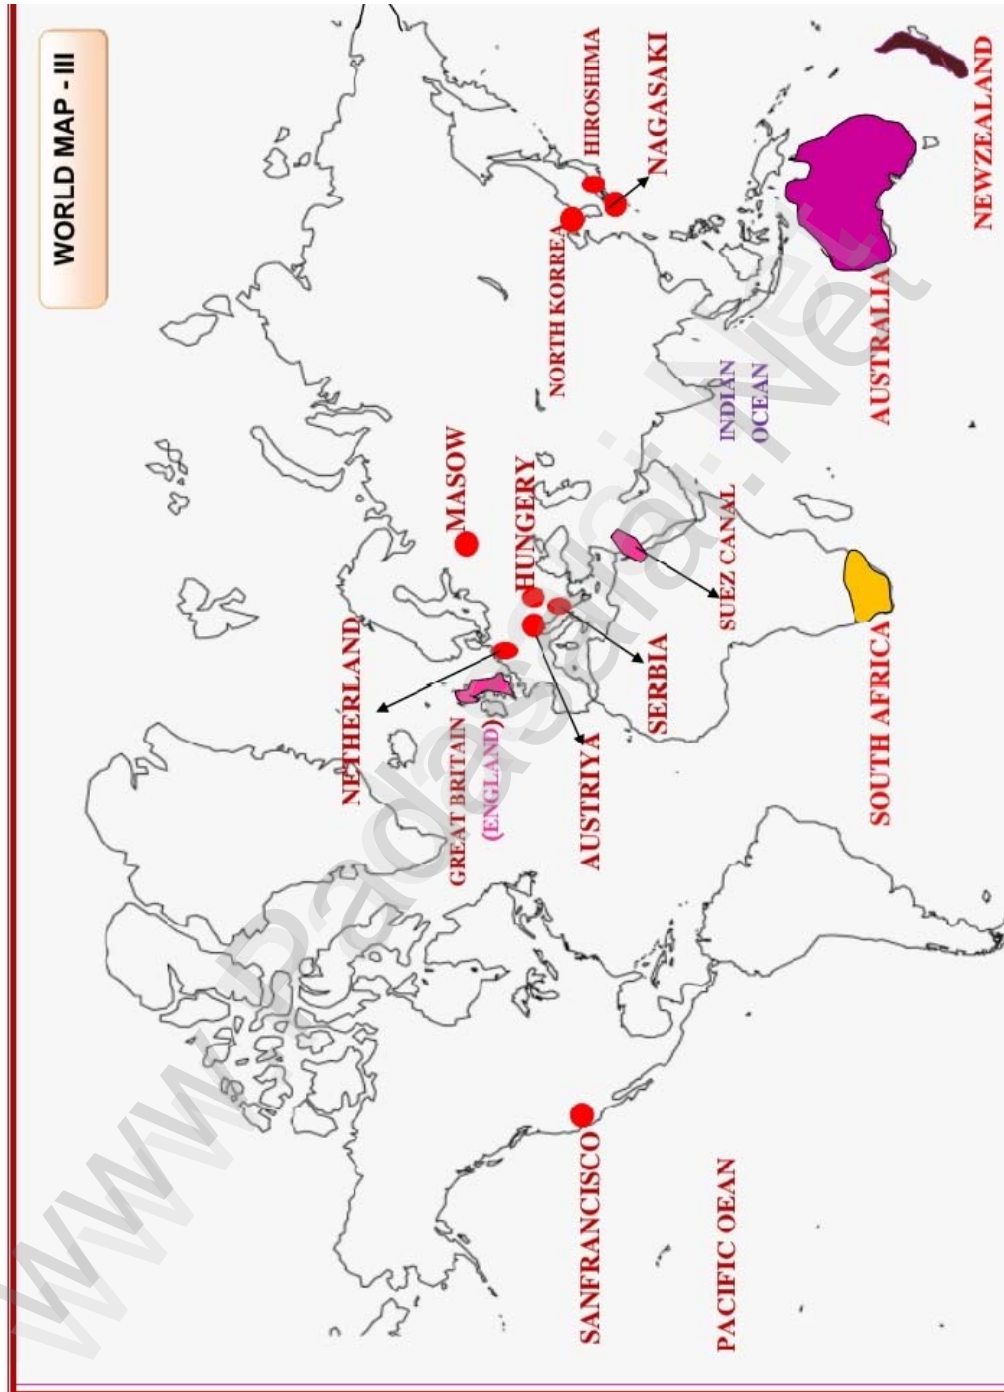 WORLD MAP - III
NETHERLAND
MASOW
GREAT BRITAIN
(ENGLAND)
HUNGERY
NORTH KORREA
HIROSHIMA
NAGASAKI
AUSTRIYA
SERBIA
SANFRANCISCO
SUEZ CANAL
INDIAN
OCEAN
PACIFIC OEAN
SOUTH AFRICA
AUSTRALIA
NEWZEALAND
www.Padasalai.Net